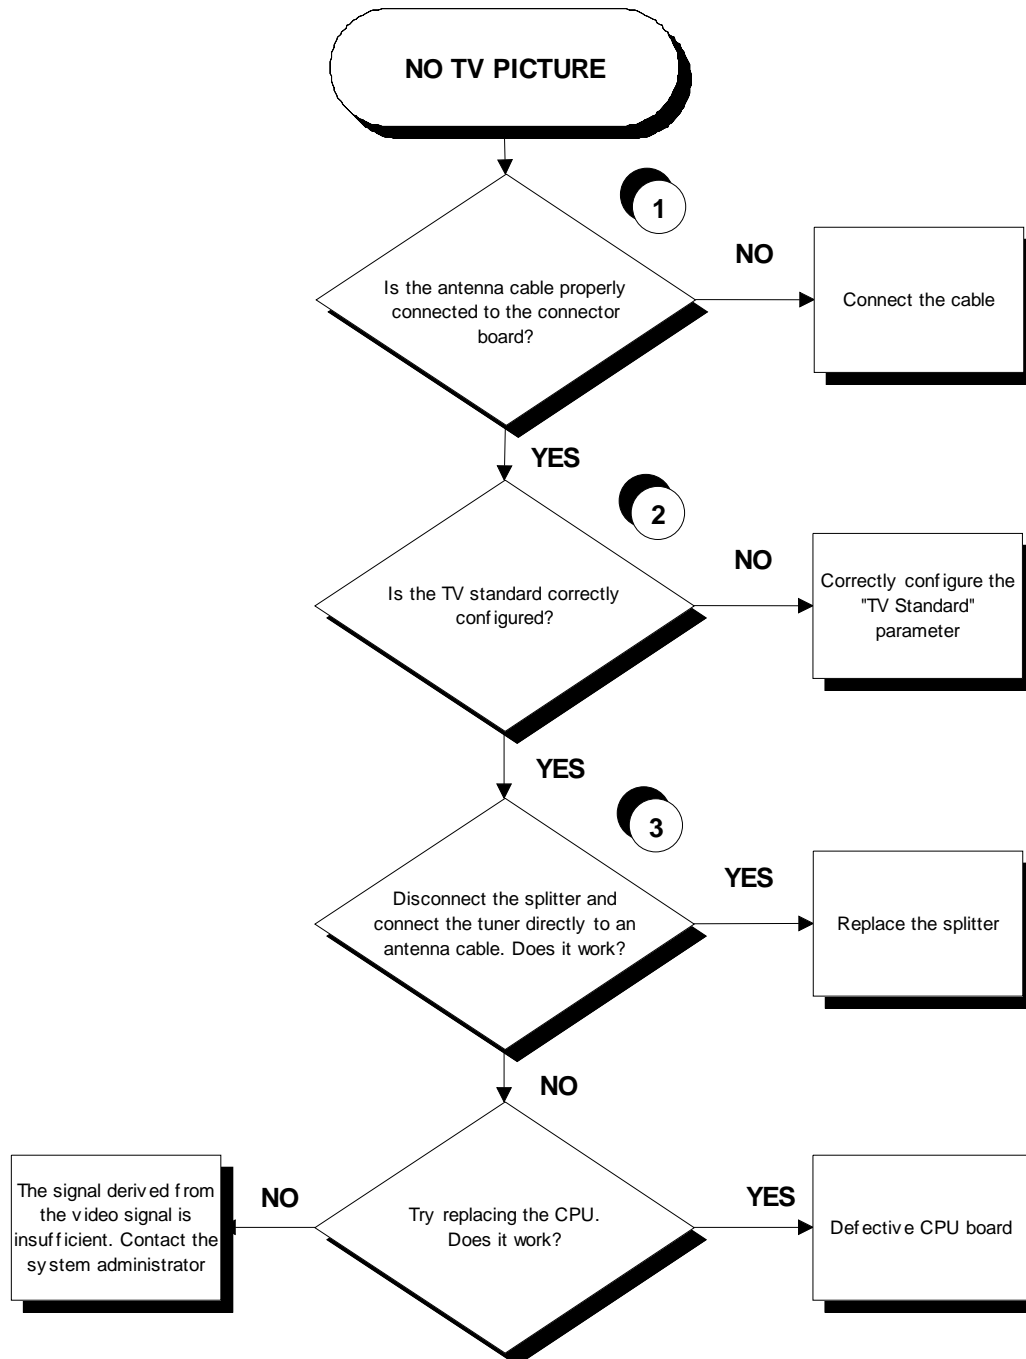 NO TV PICTURE
1
NO
Is the antenna cable properly
connected to the connector
board?
Connect the cable
YES
2
NO
Is the TV standard correctly
configured?
Correctly configure the
"TV Standard"
parameter
YES
3
YES
Disconnect the splitter and
connect the tuner directly to an
antenna cable. Does it work?
Replace the splitter
NO
The signal derived from
the video signal is
insufficient. Contact the
system administrator
NO
Try replacing the CPU.
Does it work?
YES
Defective CPU board